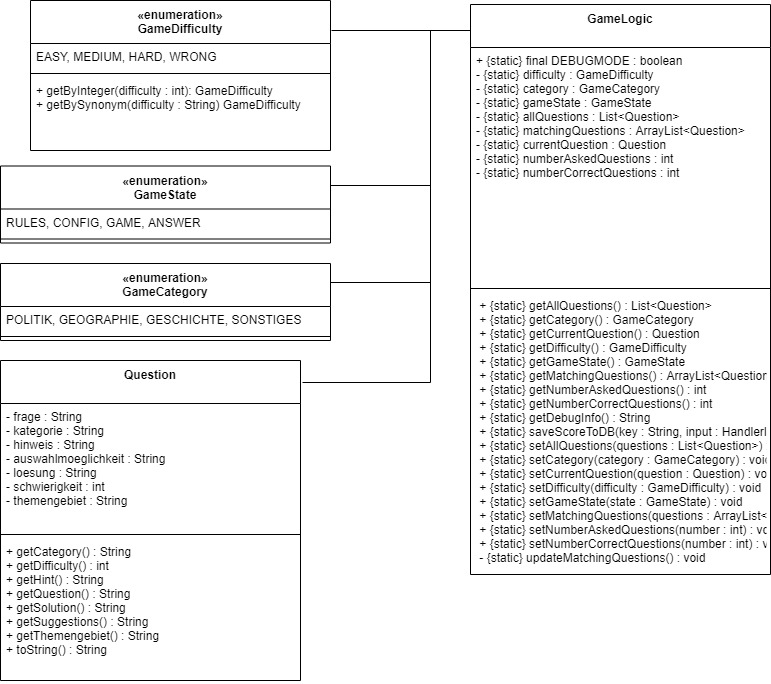 «enumeration»
GameDifficulty
EASY, MEDIUM, HARD, WRONG
+ getByInteger(difficulty : int): GameDifficulty
+ getBySynonym(difficulty : String) GameDifficulty
«enumeration»
GameState
RULES, CONFIG, GAME, ANSWER
«enumeration»
GameCategory
POLITIK, GEOGRAPHIE, GESCHICHTE, SONSTIGES
Question
- frage : String
- kategorie : String
- hinweis : String
- auswahlmoeglichkeit : String
- loesung : String
- schwierigkeit : int
- themengebiet : String
+ getCategory() : String
+ getDifficulty() : int
+ getHint() : String
+ getQuestion() : String
+ getSolution() : String
+ getSuggestions() : String
+ getThemengebiet() : String
+ toString() : String
GameLogic
+ {static} final DEBUGMODE : boolean
- {static} difficulty : GameDifficulty
- {static} category : GameCategory
- {static} gameState : GameState
- {static} allQuestions : List<Question>
- {static} matchingQuestions : ArrayList<Question>
- {static} currentQuestion : Question
- {static} numberAskedQuestions : int
- {static} numberCorrectQuestions : int
+ {static} getAllQuestions() : List<Question>
+ {static} getCategory() : GameCategory
+ {static} getCurrentQuestion() : Question
+ {static} getDifficulty() : GameDifficulty
+ {static} getGameState() : GameState
+ {static} getMatchingQuestions() : ArrayList<Question
+ {static} getNumberAskedQuestions() : int
+ {static} getNumberCorrectQuestions() : int
+ {static} getDebugInfo() : String
+ {static} saveScoreToDB(key : String, input : Handler
+ {static} setAllQuestions(questions : List<Question>)
+ {static} setCategory(category : GameCategory) : void
+ {static} setCurrentQuestion(question : Question) : vo
+ {static} setDifficulty(difficulty : GameDifficulty) : void
+ {static} setGameState(state : GameState) : void
+ {static} setMatchingQuestions(questions : ArrayList<
+ {static} setNumberAskedQuestions(number : int) : vo
+ {static} setNumberCorrectQuestions(number : int) : v
- {static} updateMatchingQuestions() : void